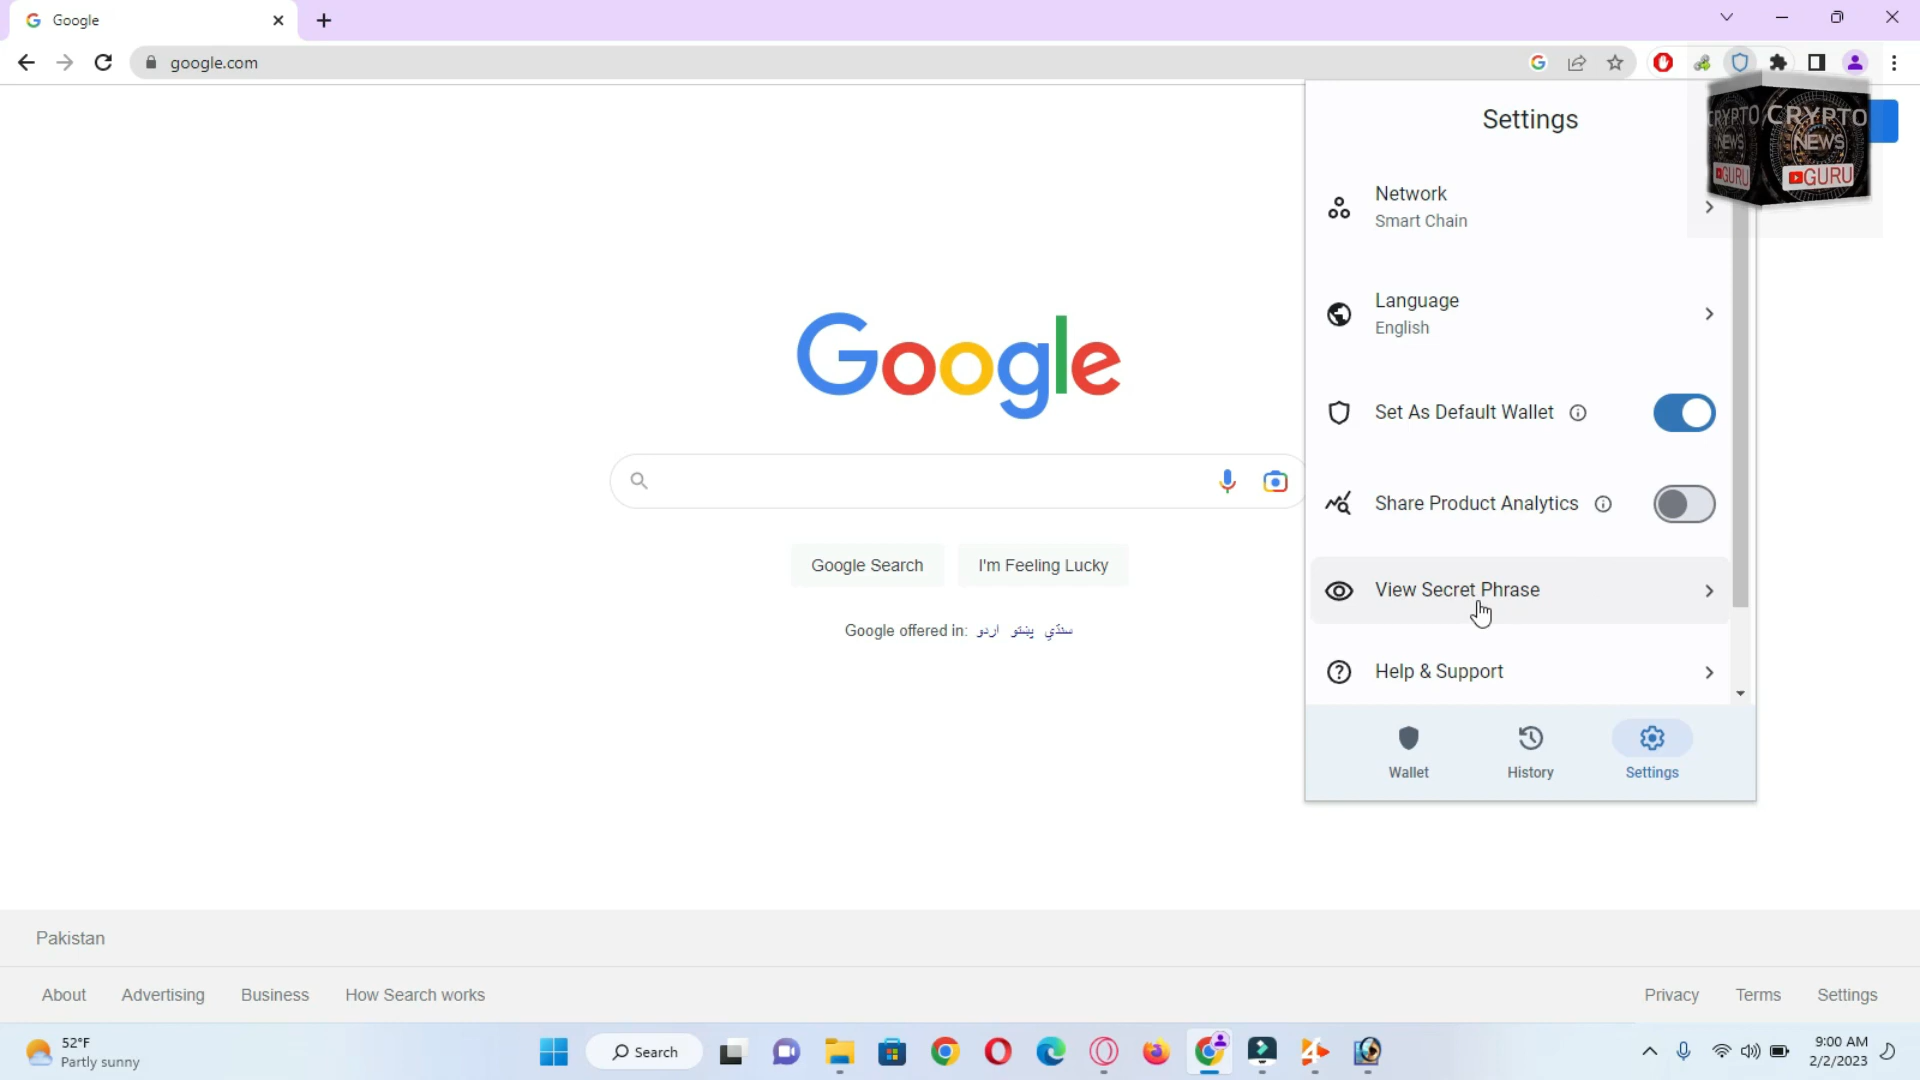 Google
google.com
CRYPTO CRYPTO
NEWS NEWS
GURU GURU
Settings
Network
Smart Chain
Language
English
Set As Default Wallet
Share Product Analytics
View Secret Phrase
Help & Support
Wallet History Settings
Google
Google Search I'm Feeling Lucky
Google offered in: اردو پښتو سنڌي
Pakistan
About Advertising Business How Search works Privacy Terms Settings
52°F
Partly sunny
Search
9:00 AM
2/2/2023